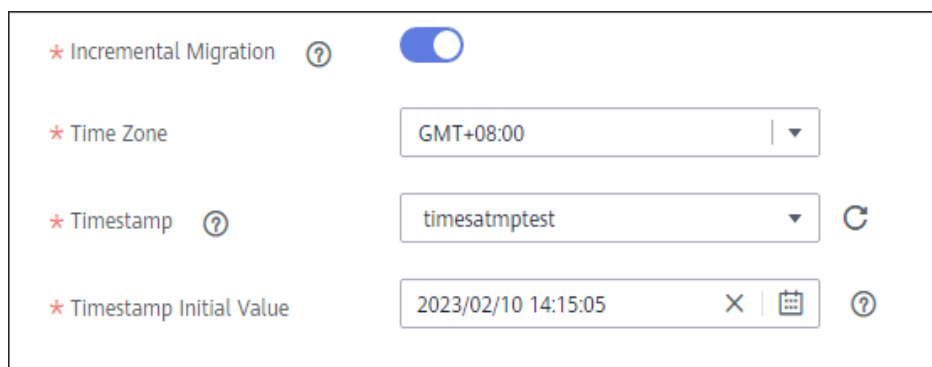 * Incremental Migration ?
* Time Zone GMT+08:00
* Timestamp ? timesatmptest
* Timestamp Initial Value 2023/02/10 14:15:05 ?